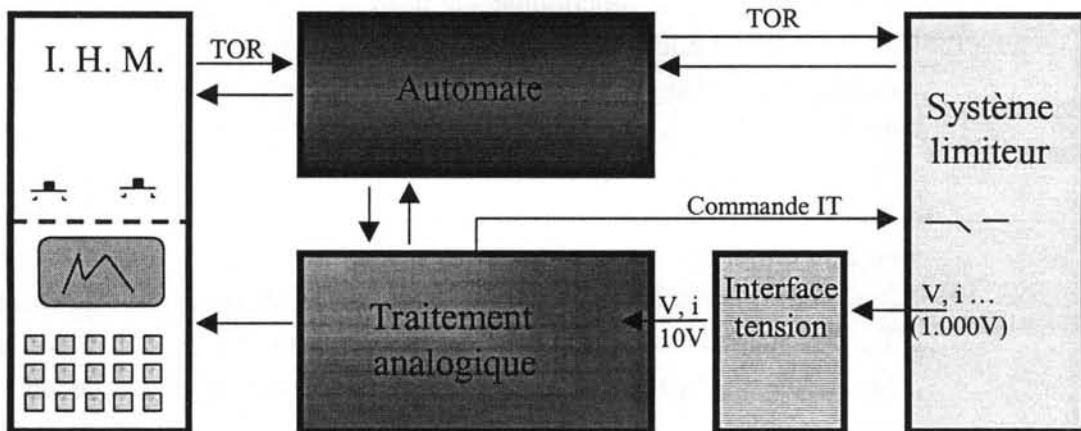 I. H. M.
TOR
Automate
TOR
Système
limiteur
Commande IT
Traitement
analogique
V, i
10V
Interface
tension
V, i ...
(1.000V)